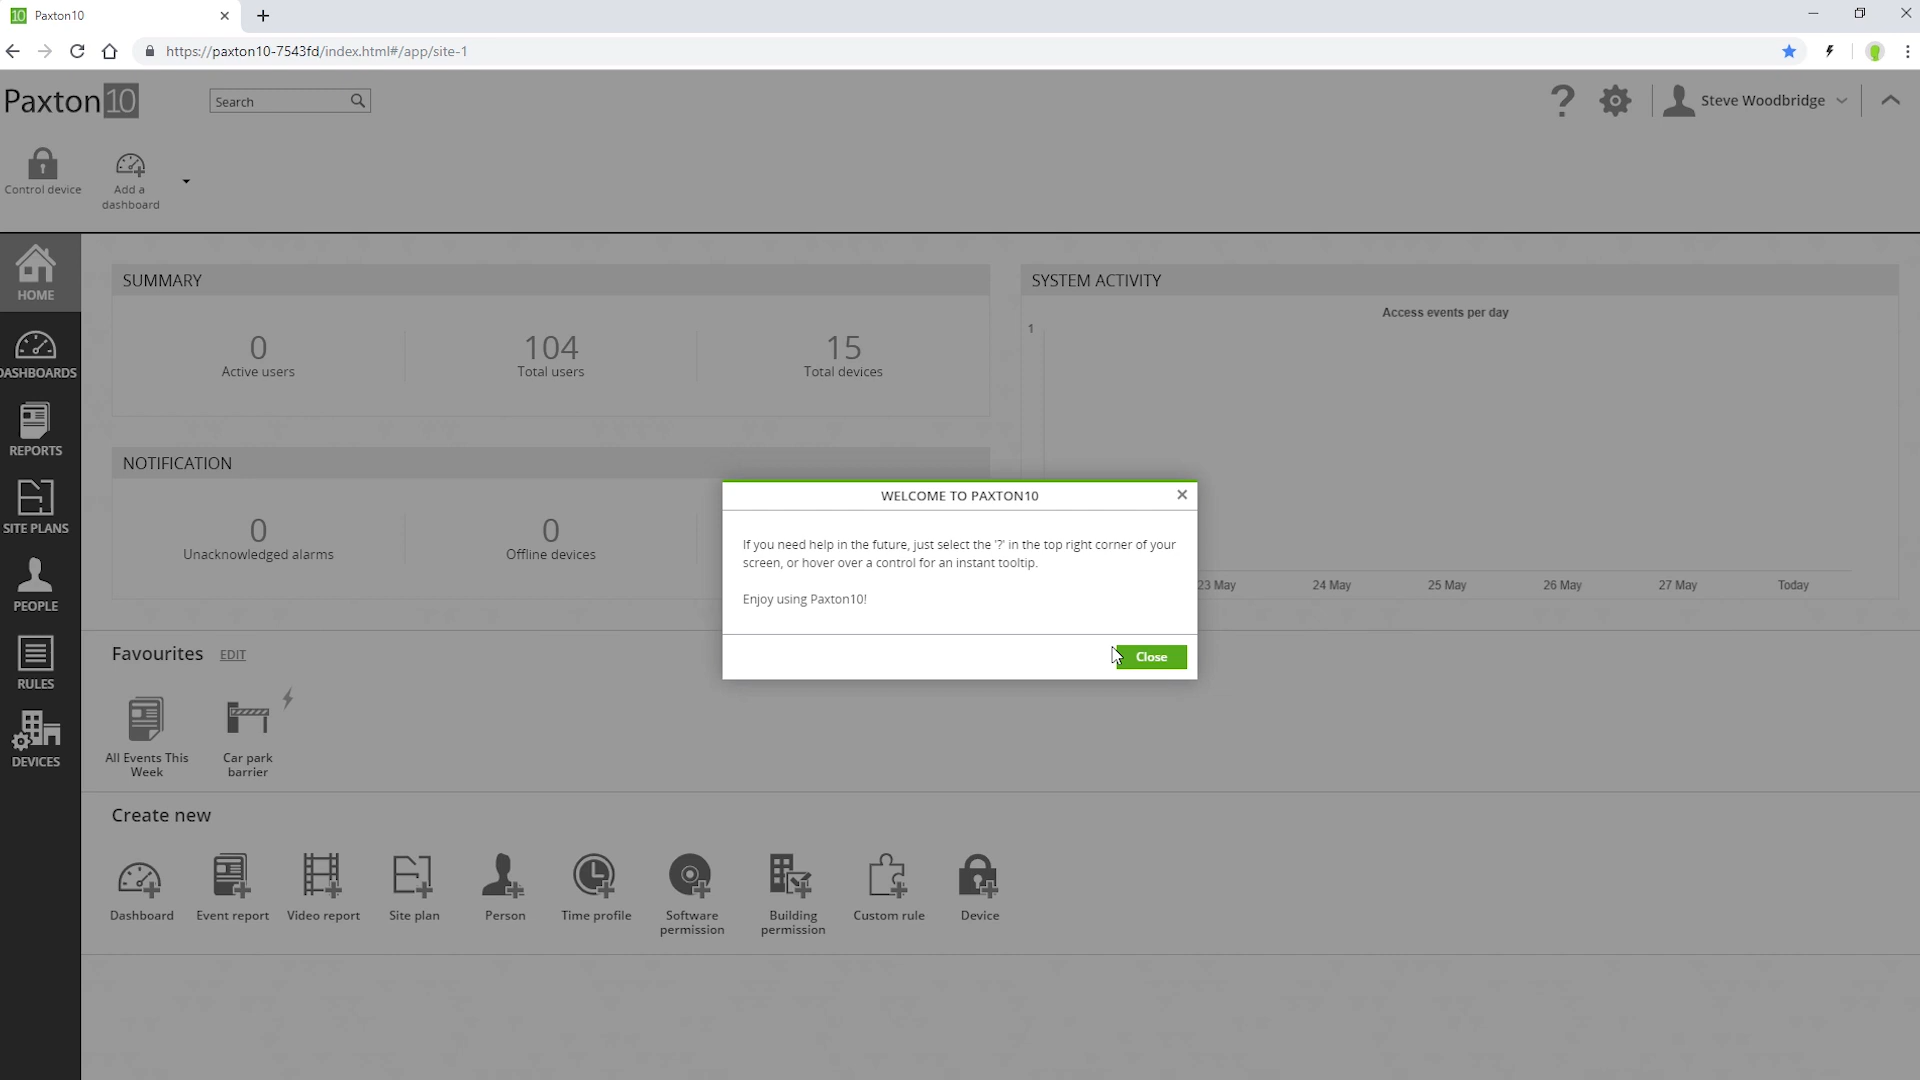 Paxton10
https://paxton10-7543fd/index.html#/app/site-1
Paxton10
Search
Steve Woodbridge
Control device
Add a
dashboard
HOME
DASHBOARDS
REPORTS
SITE PLANS
PEOPLE
RULES
DEVICES
SUMMARY
0
Active users
104
Total users
15
Total devices
SYSTEM ACTIVITY
Access events per day
1
23 May
24 May
25 May
26 May
27 May
Today
NOTIFICATION
0
Unacknowledged alarms
0
Offline devices
WELCOME TO PAXTON10
If you need help in the future, just select the '?' in the top right corner of your
screen, or hover over a control for an instant tooltip.
Enjoy using Paxton10!
Close
Favourites EDIT
All Events This
Week
Car park
barrier
Create new
Dashboard
Event report
Video report
Site plan
Person
Time profile
Software
permission
Building
permission
Custom rule
Device